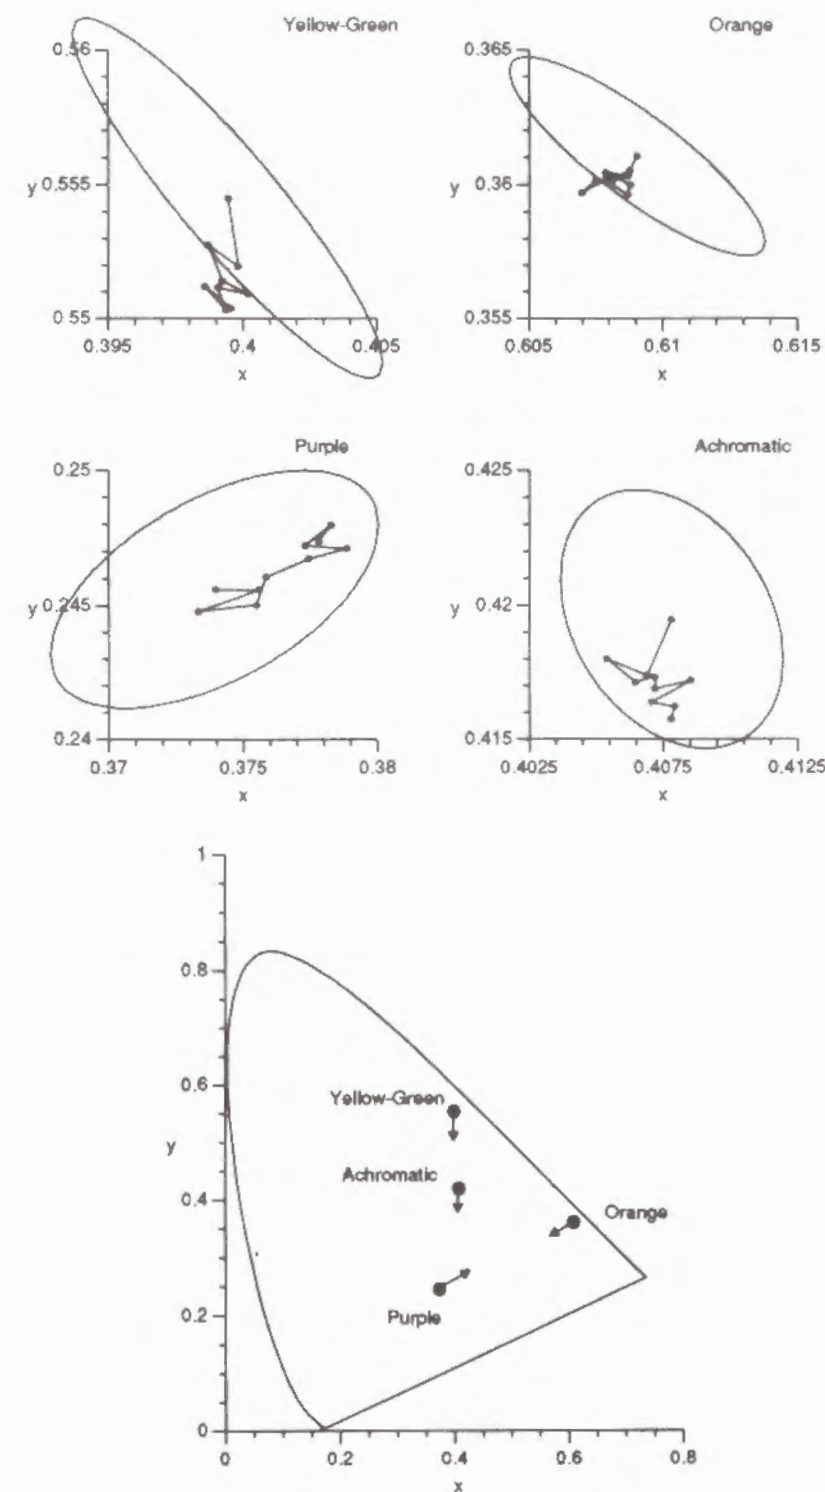 Yellow-Green
0.56
0.555
y
0.55
0.395
0.4
0.405
x
Orange
0.365
0.36
y
0.355
0.605
0.61
0.615
x
Purple
0.25
y 0.245
0.24
0.37
0.375
0.38
x
Achromatic
0.425
0.42
y
0.415
0.4025
0.4075
0.4125
x
1
0.8
0.6
y
0.4
0.2
0
Yellow-Green
Achromatic
Orange
Purple
0
0.2
0.4
0.6
0.8
x